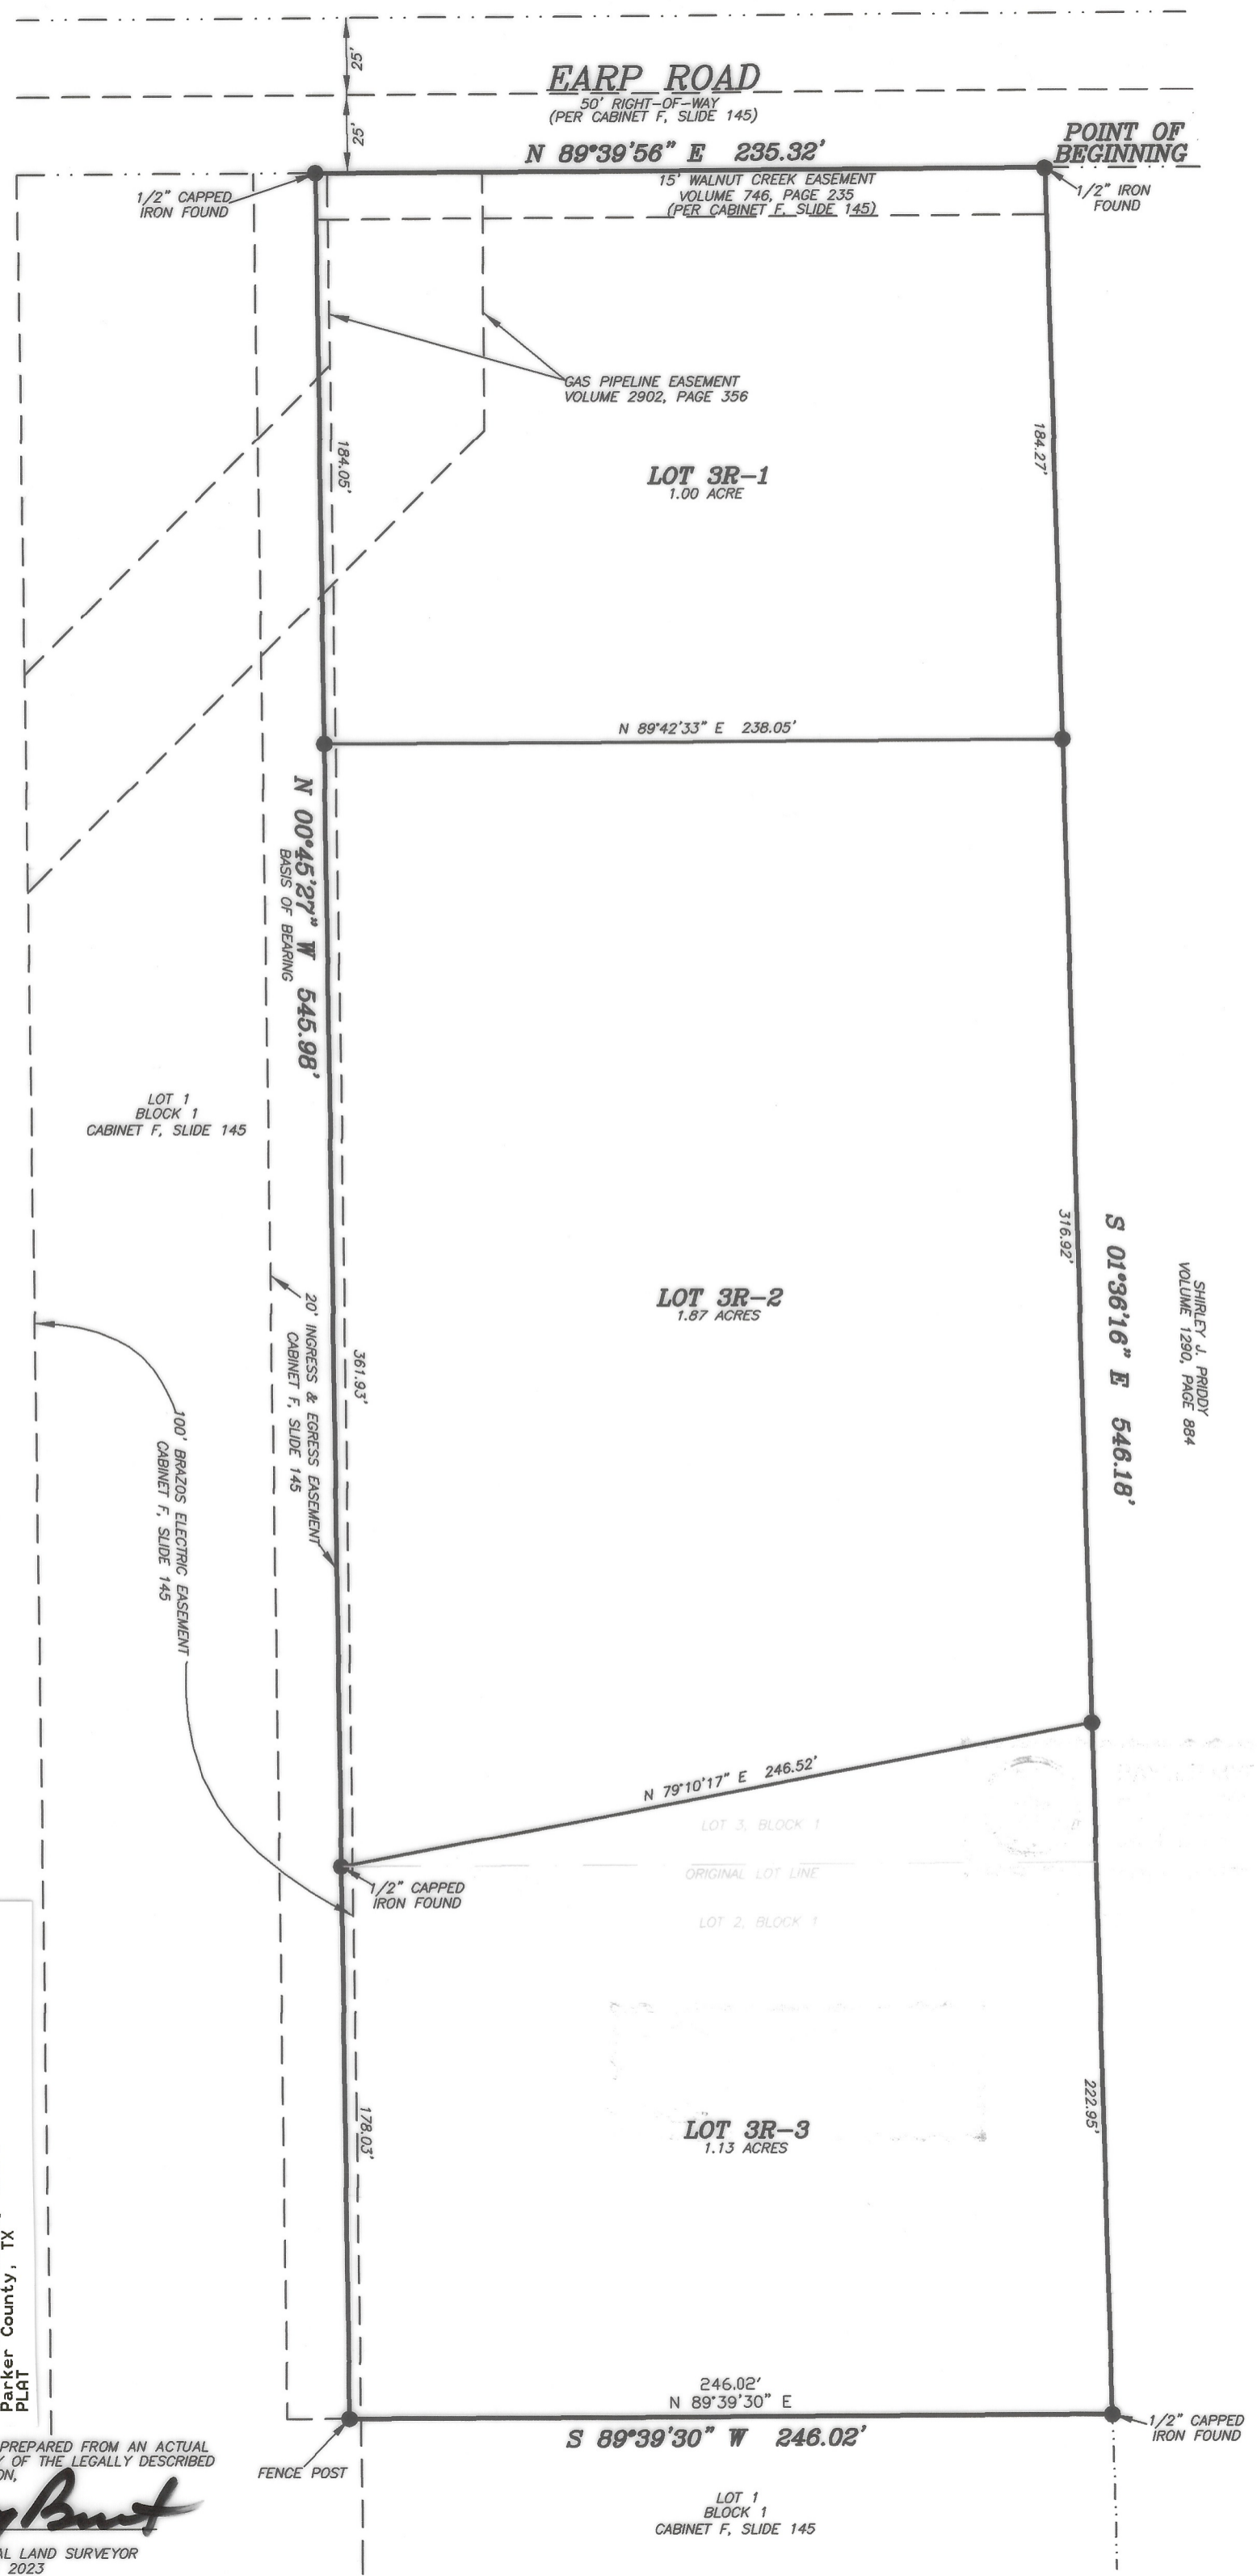 25'
25'
EARP ROAD
50' RIGHT-OF-WAY
(PER CABINET F, SLIDE 145)
N 89°39'56" E 235.32'
POINT OF
BEGINNING
1/2" CAPPED
IRON FOUND
15' WALNUT CREEK EASEMENT
VOLUME 746, PAGE 235
(PER CABINET F, SLIDE 145)
1/2" IRON
FOUND
GAS PIPELINE EASEMENT
VOLUME 2902, PAGE 356
184.05'
184.27'
LOT 3R-1
1.00 ACRE
N 89°42'33" E 238.05'
N 00°45'27" W 545.98'
BASIS OF BEARING
LOT 1
BLOCK 1
CABINET F, SLIDE 145
316.92'
S 01°36'16" E 546.18'
SHIRLEY J. PRIDDY
VOLUME 1290, PAGE 884
LOT 3R-2
1.87 ACRES
20' INGRESS & EGRESS EASEMENT
CABINET F, SLIDE 145
361.93'
100' BRAZOS ELECTRIC EASEMENT
CABINET F, SLIDE 145
N 79°10'17" E 246.52'
LOT 3, BLOCK 1
ORIGINAL LOT LINE
LOT 2, BLOCK 1
1/2" CAPPED
IRON FOUND
178.03'
222.95'
LOT 3R-3
1.13 ACRES
Parker County, TX
PLAT
246.02'
N 89°39'30" E
S 89°39'30" W 246.02'
1/2" CAPPED
IRON FOUND
FENCE POST
PREPARED FROM AN ACTUAL
OF THE LEGALLY DESCRIBED
LOT 1
BLOCK 1
CABINET F, SLIDE 145
LAND SURVEYOR
2023